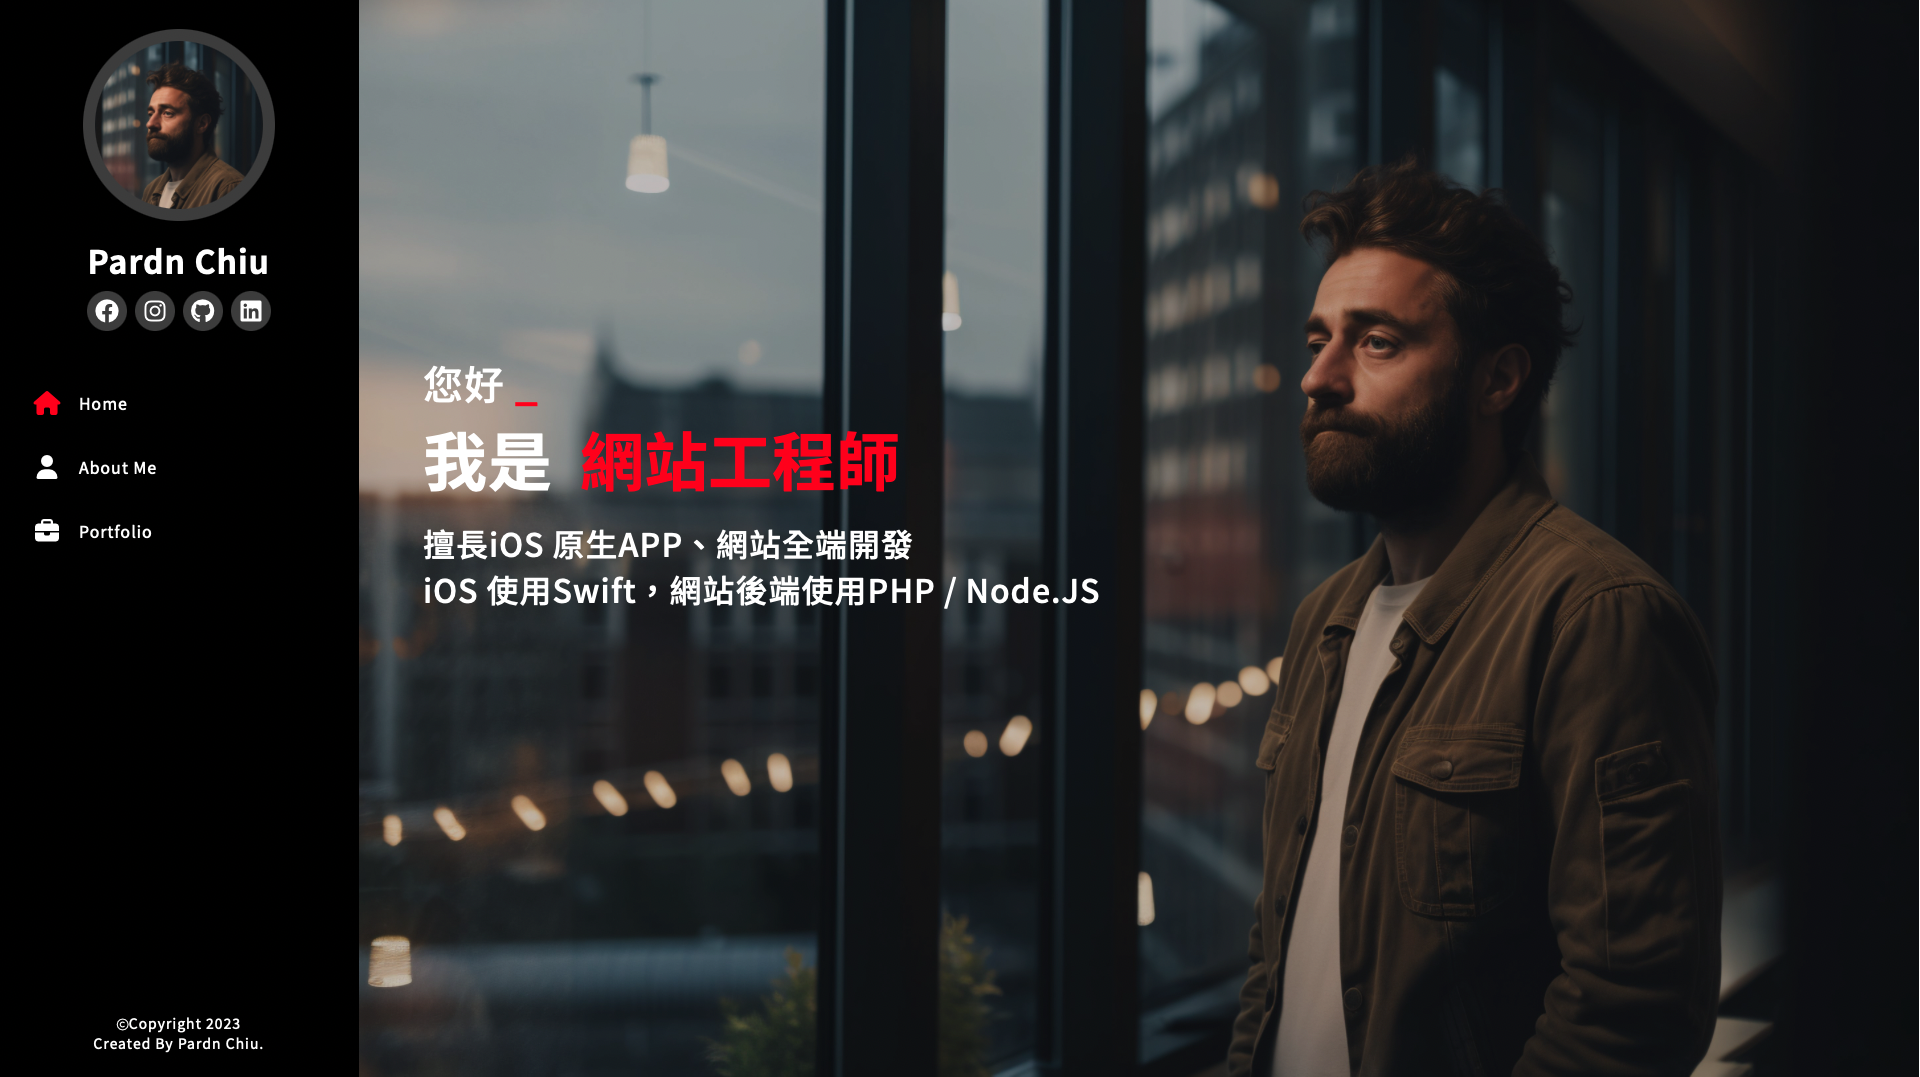 Pardn Chiu
Home
About Me
Portfolio
©Copyright 2023
Created By Pardn Chiu.
您好 _
我是 網站工程師
擅長iOS 原生APP、網站全端開發
iOS 使用Swift，網站後端使用PHP / Node.JS